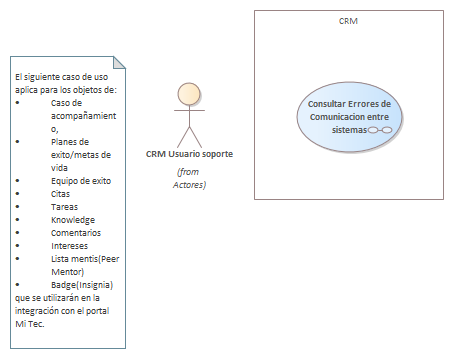 CRM
El siguiente caso de uso
aplica para los objetos de:
• Caso de
acompañamient
o,
• Planes de
exito/metas de
vida
• Equipo de exito
• Citas
• Tareas
• Knowledge
• Comentarios
• Intereses
• Lista mentis(Peer
Mentor)
• Badge(Insignia)
que se utilizarán en la
integración con el portal
Mi Tec.
CRM Usuario soporte
(from
Actores)
Consultar Errores de
Comunicacion entre
sistemas